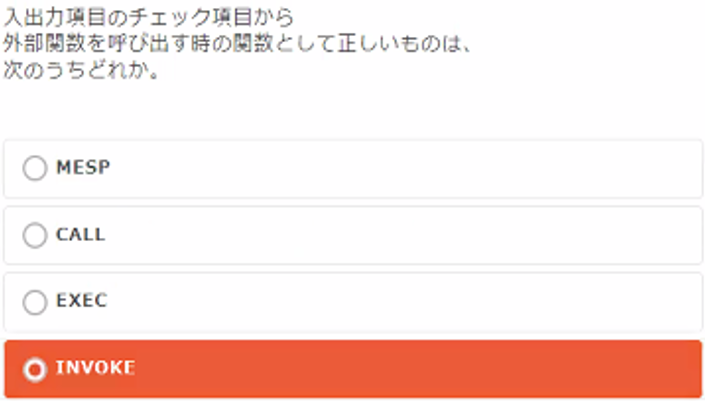 入出力項目のチェック項目から
外部関数を呼び出す時の関数として正しいものは、
次のうちどれか。
MESP
CALL
EXEC
INVOKE